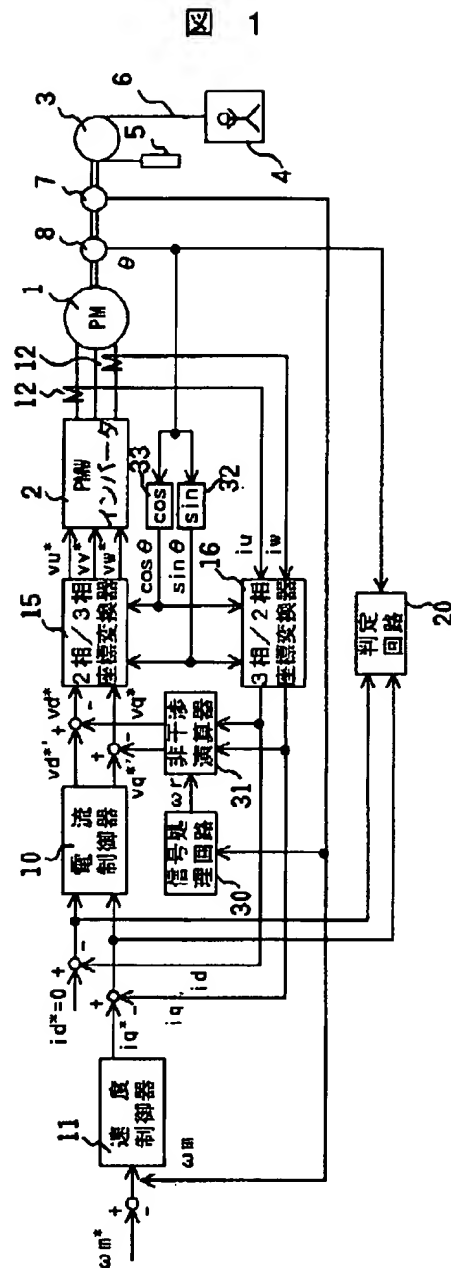 図 1
ωm*
+
-
ωm
11
速度
制御器
iq*
+
-
iq
id*=0
+
-
id
10
電流
制御器
vd*'
+
-
vd*
vq*'
+
-
vq*
15
2相/3相
座標変換器
vu*
vv*
vw*
2
PMW
インバータ
12
12
1
PM
8
θ
7
3
5
6
4
33
cos
cosθ
32
sin
sinθ
16
3相/2相
座標変換器
iu
iw
31
非干渉
演算器
ωr
30
信号処
理回路
20
判定
回路